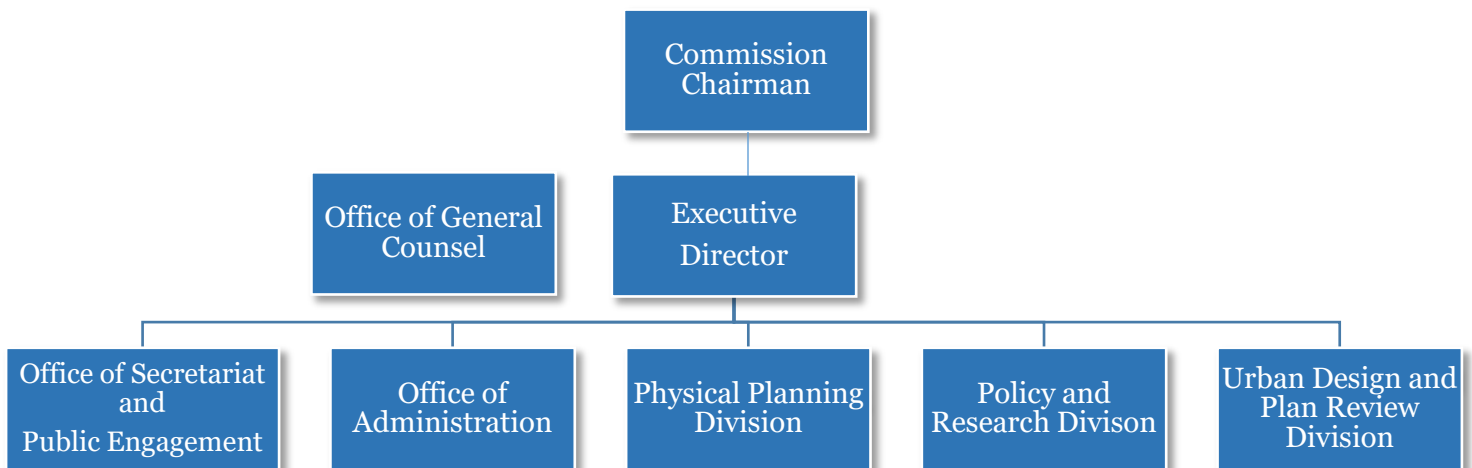 Commission
Chairman
Office of General
Counsel
Executive
Director
Office of Secretariat
and
Public Engagement
Office of
Administration
Physical Planning
Division
Policy and
Research Divison
Urban Design and
Plan Review
Division